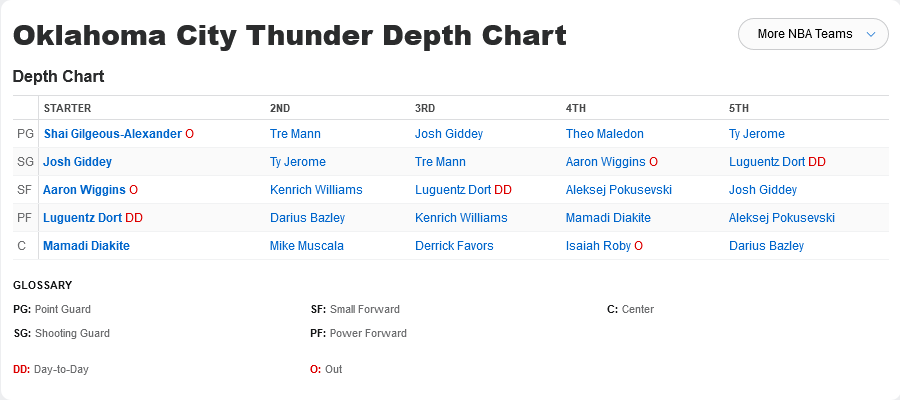 Oklahoma City Thunder Depth Chart
More NBA Teams
Depth Chart
STARTER 2ND 3RD 4TH 5TH
PG Shai Gilgeous-Alexander O Tre Mann Josh Giddey Theo Maledon Ty Jerome
SG Josh Giddey Ty Jerome Tre Mann Aaron Wiggins O Luguentz Dort DD
SF Aaron Wiggins O Kenrich Williams Luguentz Dort DD Aleksej Pokusevski Josh Giddey
PF Luguentz Dort DD Darius Bazley Kenrich Williams Mamadi Diakite Aleksej Pokusevski
C Mamadi Diakite Mike Muscala Derrick Favors Isaiah Roby O Darius Bazley
GLOSSARY
PG: Point Guard SF: Small Forward C: Center
SG: Shooting Guard PF: Power Forward
DD: Day-to-Day O: Out